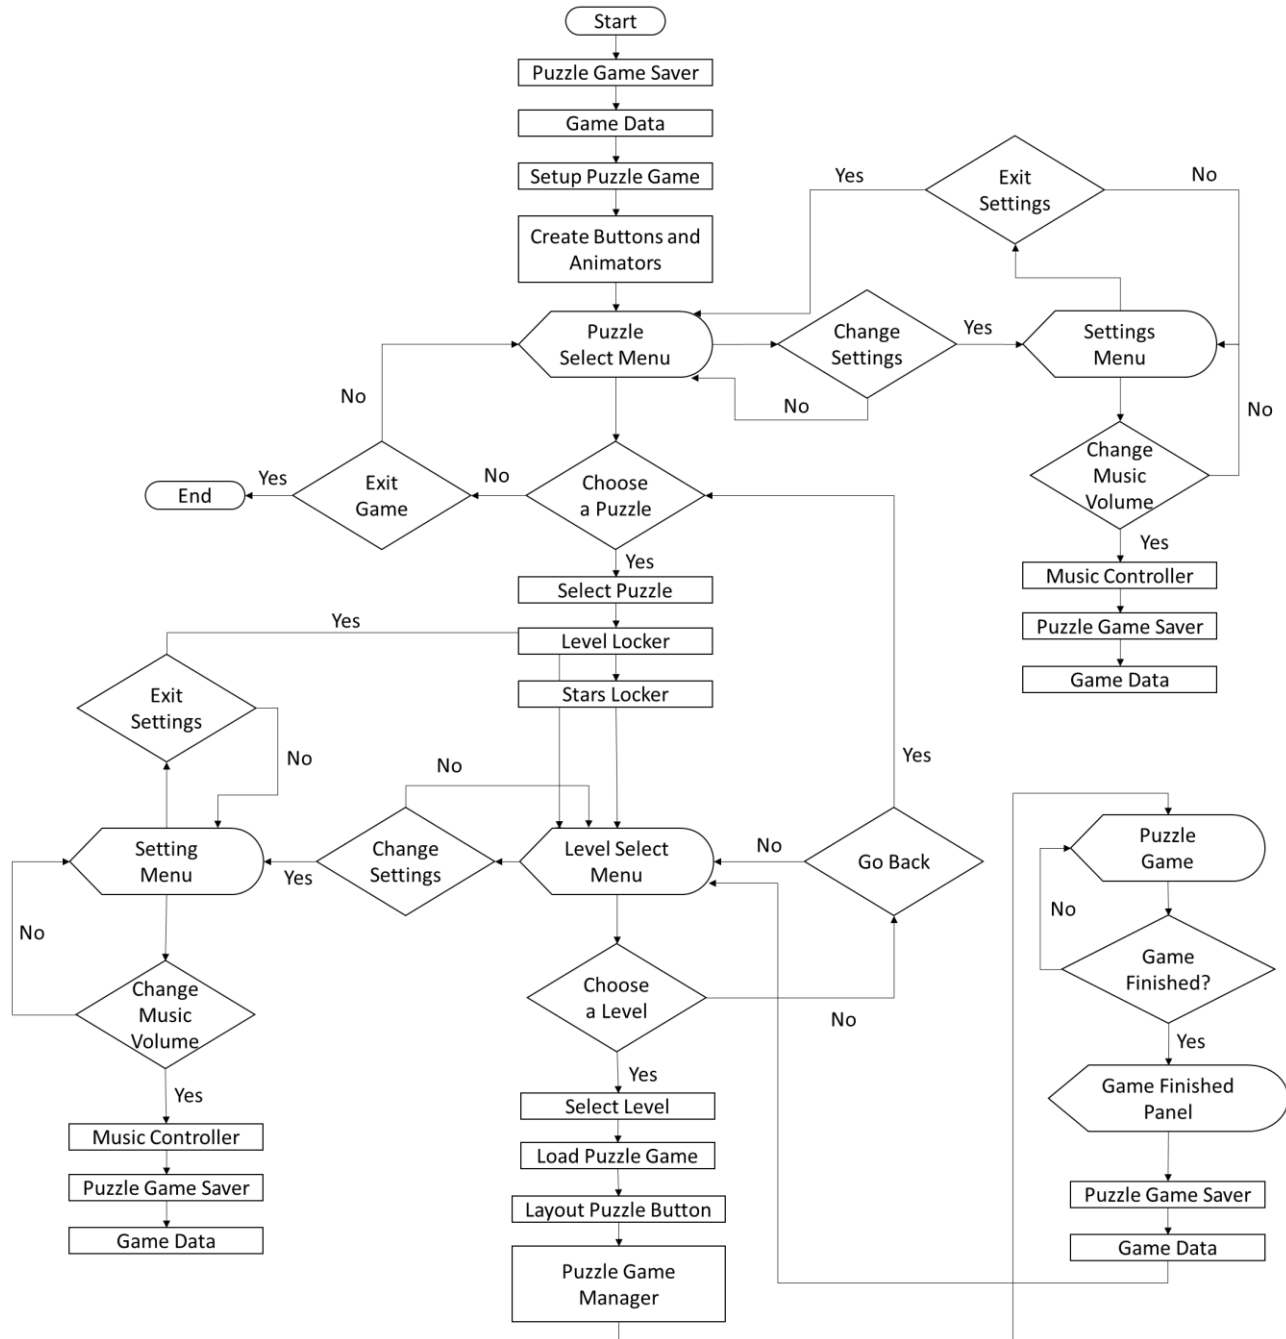 Start
Puzzle Game Saver
Game Data
Setup Puzzle Game
Create Buttons and
Animators
Yes
Exit
Settings
No
Puzzle
Select Menu
Change
Settings
Yes
Settings
Menu
No
No
No
Change
Music
Volume
End
Yes
Exit
Game
No
Choose
a Puzzle
Yes
Yes
Music Controller
Puzzle Game Saver
Game Data
Select Puzzle
Level Locker
Stars Locker
Yes
Exit
Settings
No
No
Yes
Setting
Menu
Yes
Change
Settings
Level Select
Menu
No
Go Back
Puzzle
Game
No
No
Change
Music
Volume
Choose
a Level
No
Game
Finished?
Yes
Yes
Yes
Game Finished
Panel
Music Controller
Puzzle Game Saver
Game Data
Select Level
Load Puzzle Game
Layout Puzzle Button
Puzzle Game
Manager
Puzzle Game Saver
Game Data